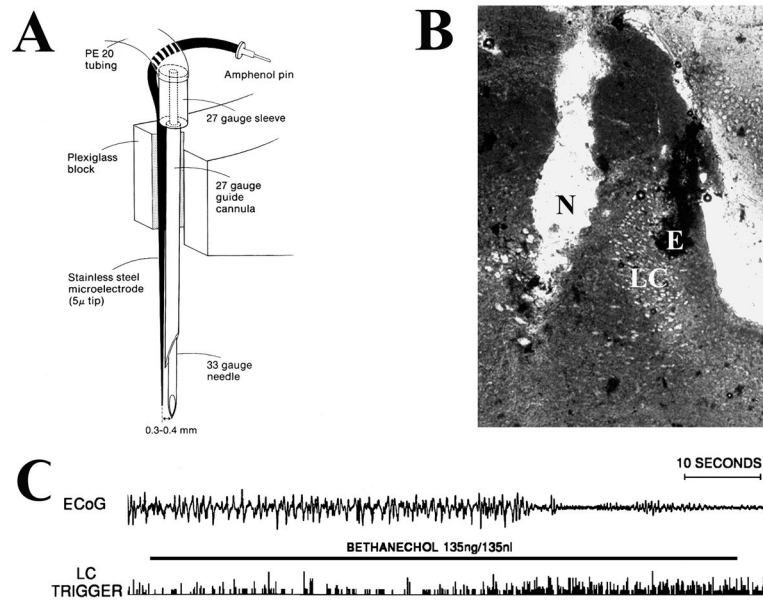 A
PE 20
tubing
Amphenol pin
27 gauge sleeve
Plexiglass
block
27 gauge
guide
cannula
Stainless steel
microelectrode
(5μ tip)
33 gauge
needle
0.3-0.4 mm
B
N
E
LC
C
10 SECONDS
ECoG
BETHANECHOL 135ng/135nl
LC
TRIGGER